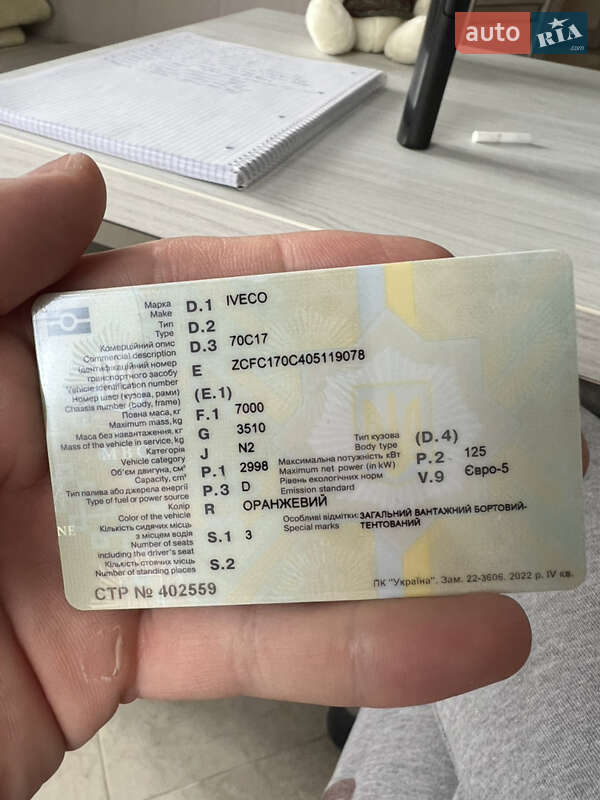 auto RIA .com
Марка
Make D.1 IVECO
Тип
Type D.2
Комерційний опис
Commercial description D.3 70C17
Ідентифікаційний номер
транспортного засобу
Vehicle identification number E ZCFC170C405119078
Номер шасі (кузова, рами)
Chassis number (body, frame) (E.1)
Повна маса, кг
Maximum mass, kg F.1 7000
Маса без навантаження, кг
Mass of the vehicle in service, kg G 3510
Категорія
Vehicle category J N2
Тип кузова
Body type (D.4)
Об'єм двигуна, см³
Capacity, cm³ P.1 2998
Максимальна потужність кВт
Maximum net power (in kW) P.2 125
Тип палива або джерела енергії
Type of fuel or power source P.3 D
Рівень екологічних норм
Emission standard V.9 Євро-5
Колір
Color of the vehicle R ОРАНЖЕВИЙ
Кількість сидячих місць
з місцем водія
Number of seats
including the driver's seat S.1 3
Особливі відмітки: ЗАГАЛЬНИЙ ВАНТАЖНИЙ БОРТОВИЙ-
Special marks ТЕНТОВАНИЙ
Кількість стоячих місць
Number of standing places S.2
СТР № 402559
ПК "Україна". Зам. 22-3606. 2022 р. IV кв.